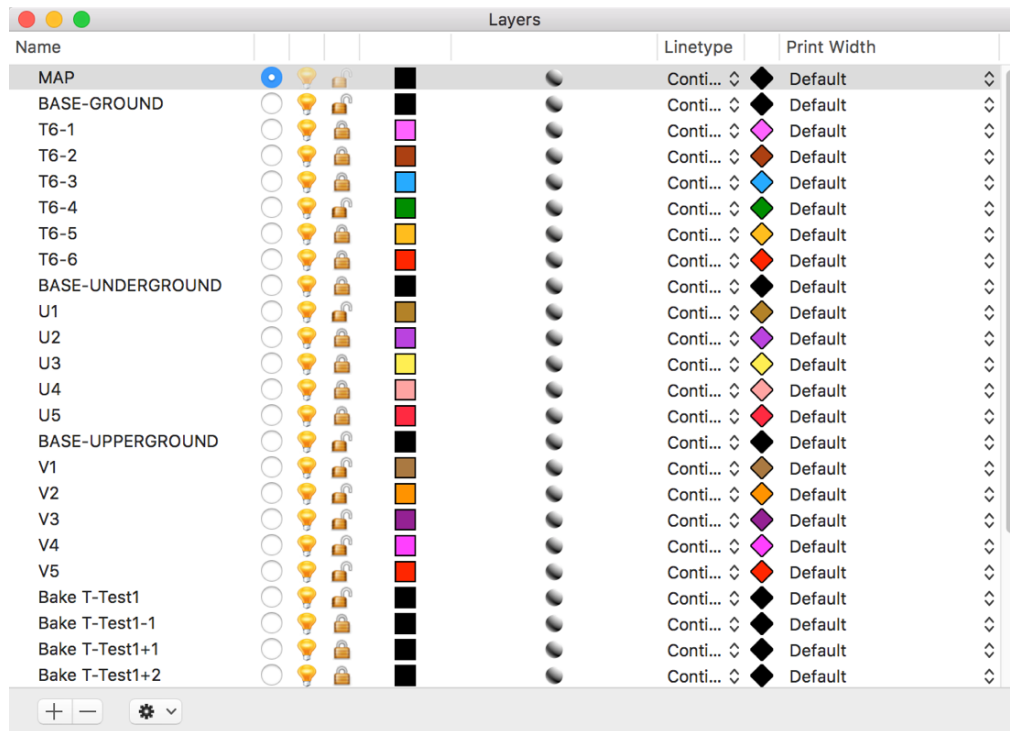 Layers
Name Linetype Print Width
MAP Conti... Default
BASE-GROUND Conti... Default
T6-1 Conti... Default
T6-2 Conti... Default
T6-3 Conti... Default
T6-4 Conti... Default
T6-5 Conti... Default
T6-6 Conti... Default
BASE-UNDERGROUND Conti... Default
U1 Conti... Default
U2 Conti... Default
U3 Conti... Default
U4 Conti... Default
U5 Conti... Default
BASE-UPPERGROUND Conti... Default
V1 Conti... Default
V2 Conti... Default
V3 Conti... Default
V4 Conti... Default
V5 Conti... Default
Bake T-Test1 Conti... Default
Bake T-Test1-1 Conti... Default
Bake T-Test1+1 Conti... Default
Bake T-Test1+2 Conti... Default